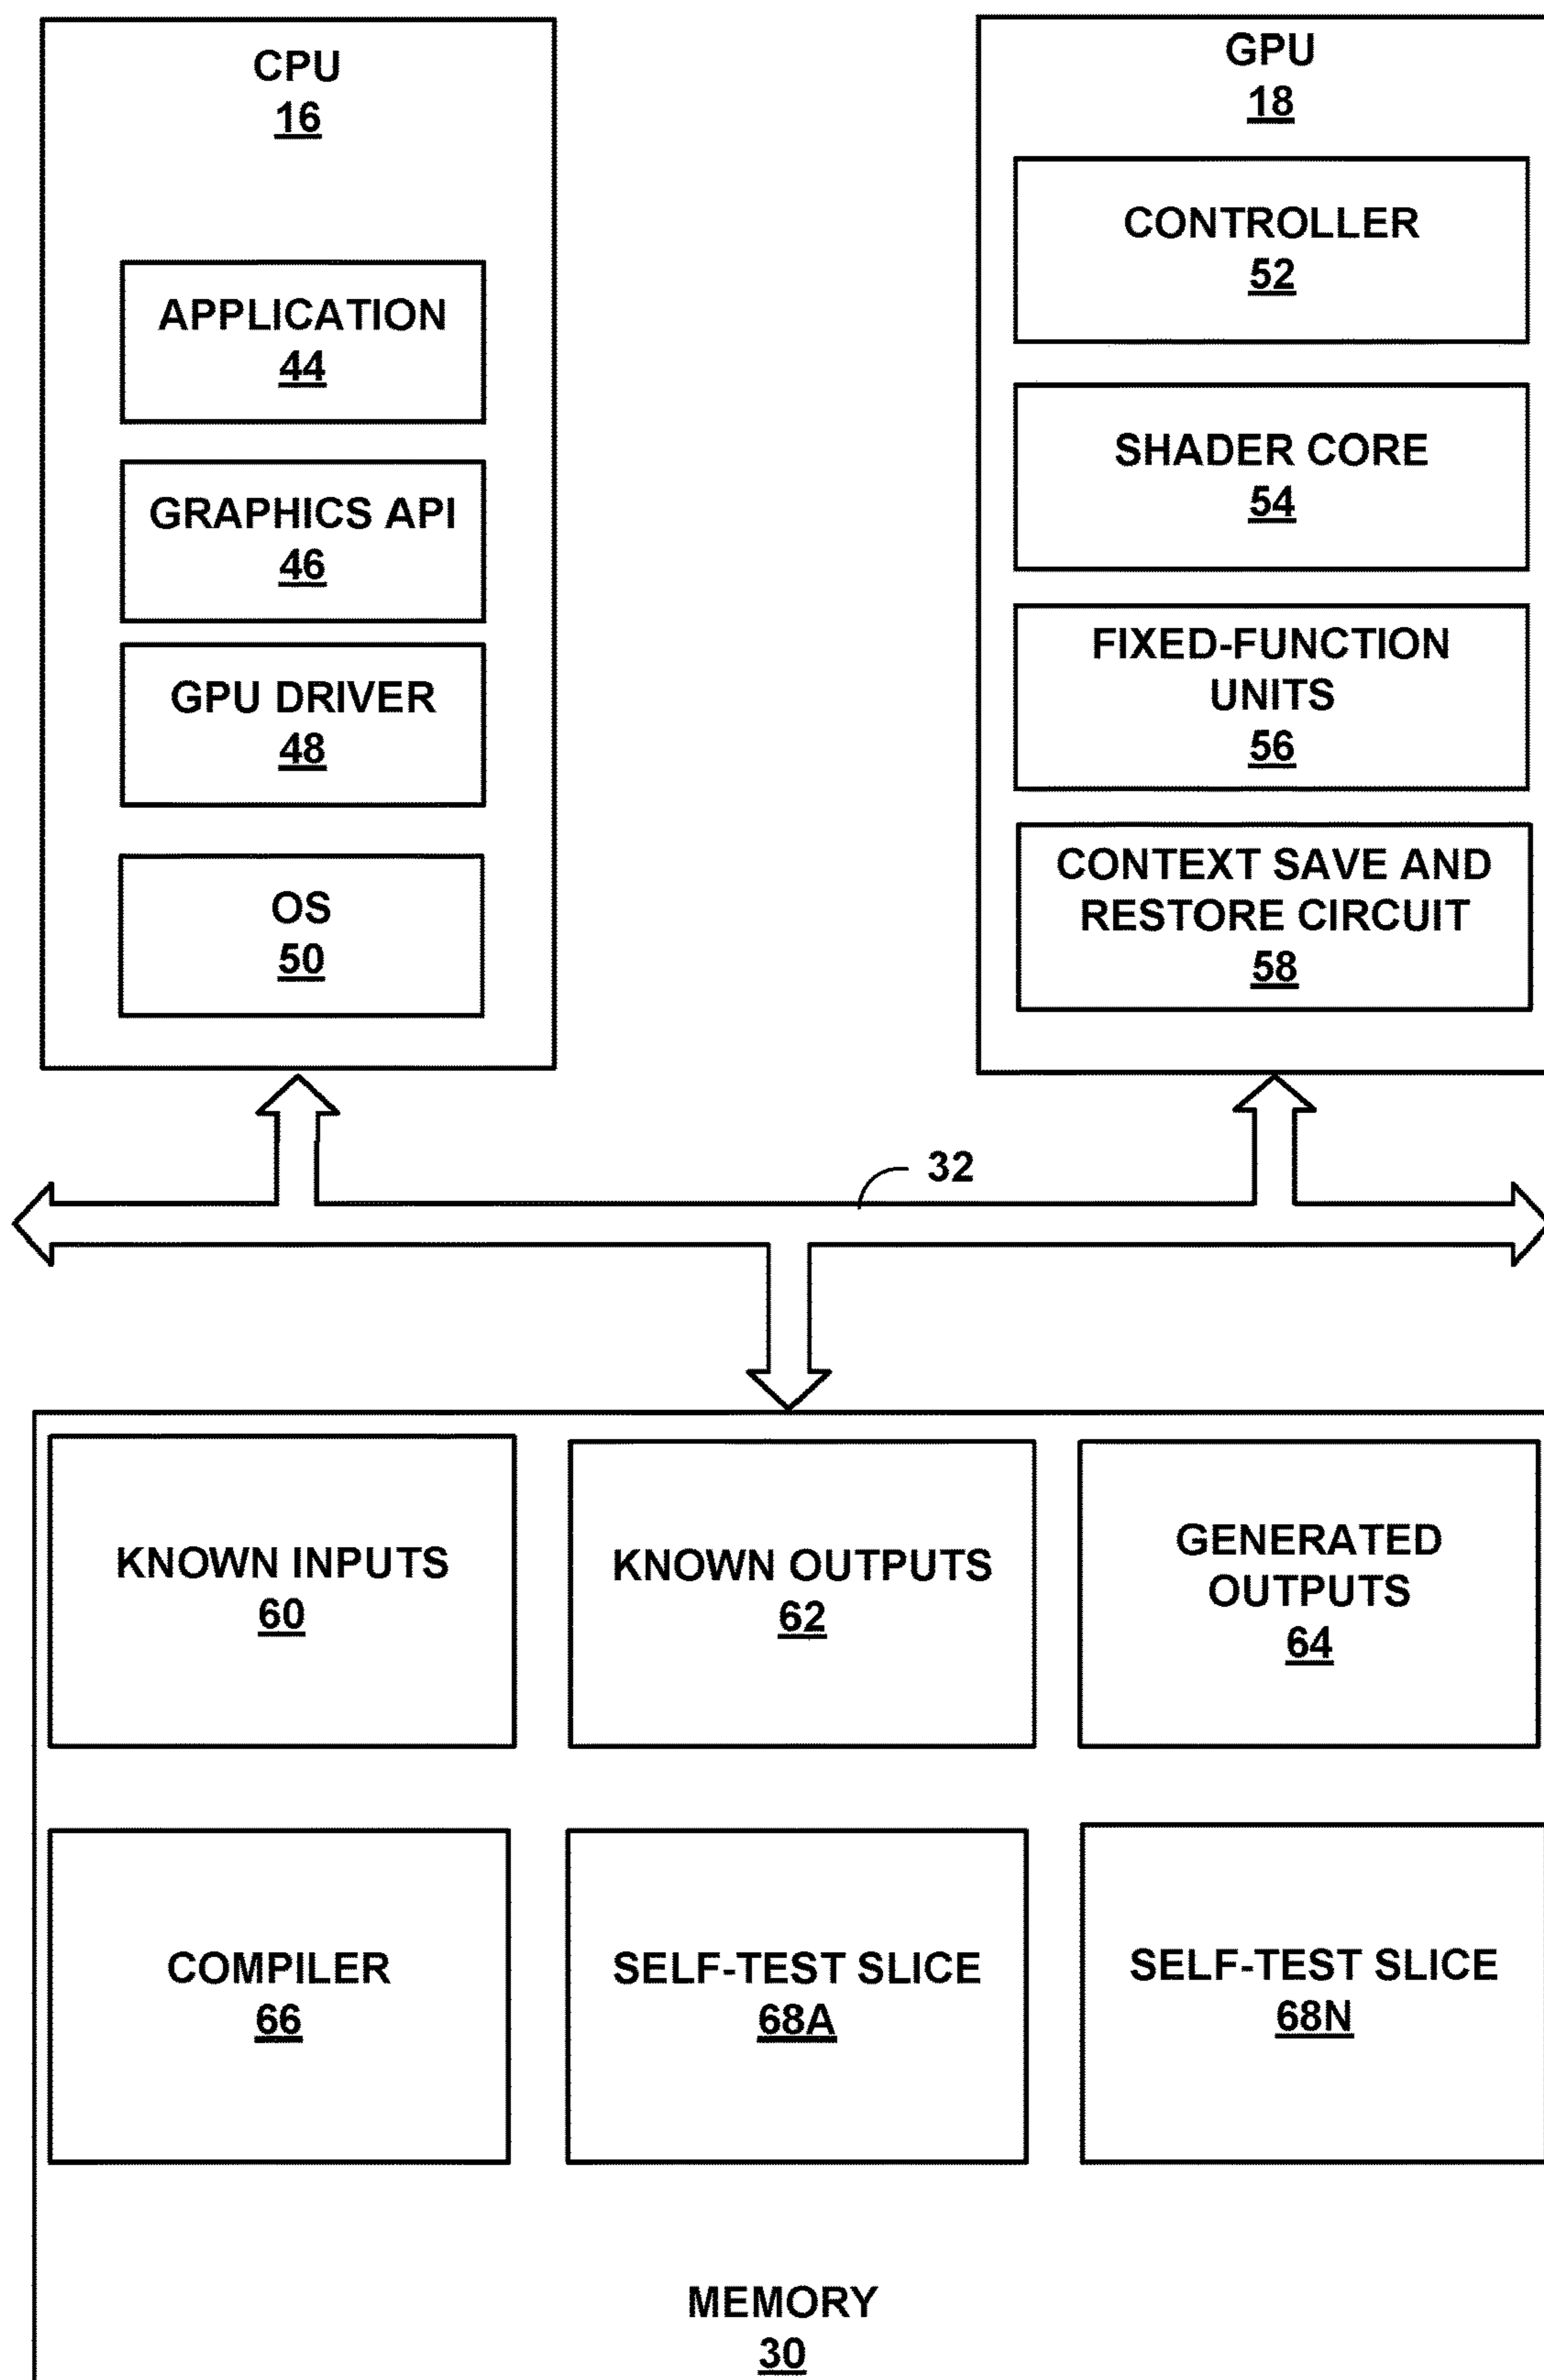 CPU
16
APPLICATION
44
GRAPHICS API
46
GPU DRIVER
48
OS
50
GPU
18
CONTROLLER
52
SHADER CORE
54
FIXED-FUNCTION
UNITS
56
CONTEXT SAVE AND
RESTORE CIRCUIT
58
32
KNOWN INPUTS
60
KNOWN OUTPUTS
62
GENERATED
OUTPUTS
64
COMPILER
66
SELF-TEST SLICE
68A
SELF-TEST SLICE
68N
MEMORY
30